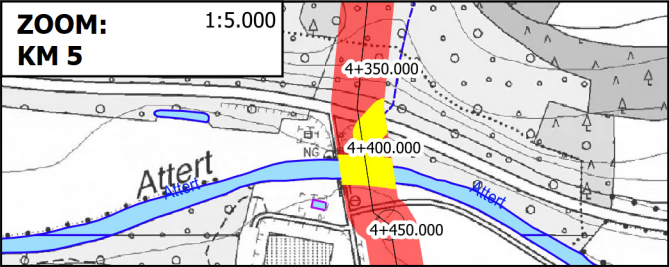 ZOOM: 1:5.000
KM 5
4+350.000
4+400.000
NG
Attert
Attert
Attert
4+450.000